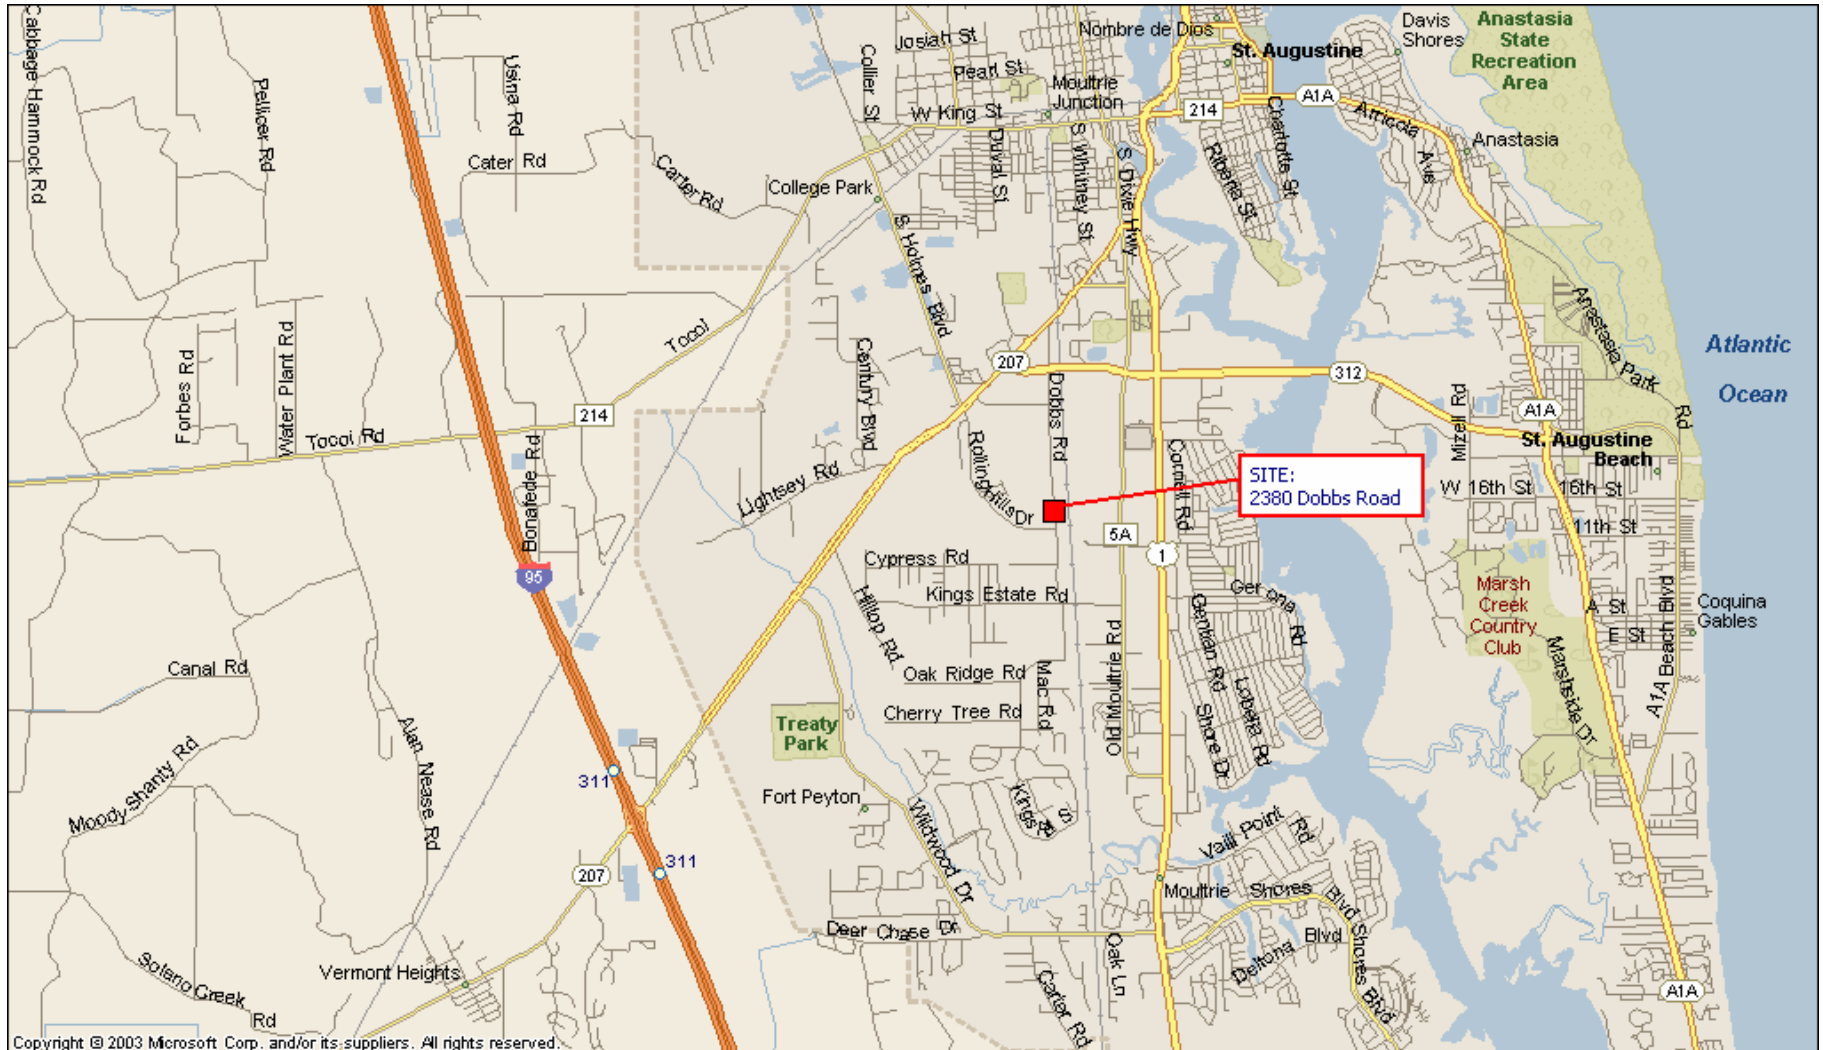 Cabbage Hammock Rd
Pellicer Rd
Usina Rd
Cater Rd
Collier St
Josiah St
Pearl St
W King St
Nombre de Dios
St. Augustine
Moultrie
Junction
Davis
Shores
Anastasia
State
Recreation
Area
214
A1A
Arricola
Ave
Anastasia
Charlotte St
Riberia St
S Whitney St
Duval St
S Dixie Hwy
Carter Rd
College Park
S Holmes Blvd
Tocoi
Forbes Rd
Water Plant Rd
Tocoi Rd
214
Bonafede Rd
Century Blvd
207
Dobbs Rd
312
Mizell Rd
A1A
Anastasia Park
Rd
Atlantic
Ocean
St. Augustine
Beach
Lightsey Rd
Rolling Hills Dr
Cornell Rd
SITE:
2380 Dobbs Road
W 16th St
16th St
11th St
5A
1
95
Cypress Rd
Kings Estate Rd
Hilltop Rd
Gerona
Rd
Gentian Rd
Marsh
Creek
Country
Club
A St
E St
Coquina
Gables
A1A Beach Blvd
Marshside Dr
Canal Rd
Oak Ridge Rd
Mac Rd
Old Moultrie Rd
Lobelia Rd
Shore Dr
Cherry Tree Rd
Treaty
Park
Alan Nease Rd
Moody Shanty Rd
311
Fort Peyton
Kings Rd
S
Wildwood Dr
Vaill Point
Rd
311
207
Moultrie
Shores
Blvd
Shores Blvd
Deer Chase Dr
Deltona
Blvd
Oak Ln
Carter Rd
Vermont Heights
Solano Creek
Rd
A1A
Copyright © 2003 Microsoft Corp. and/or its suppliers. All rights reserved.